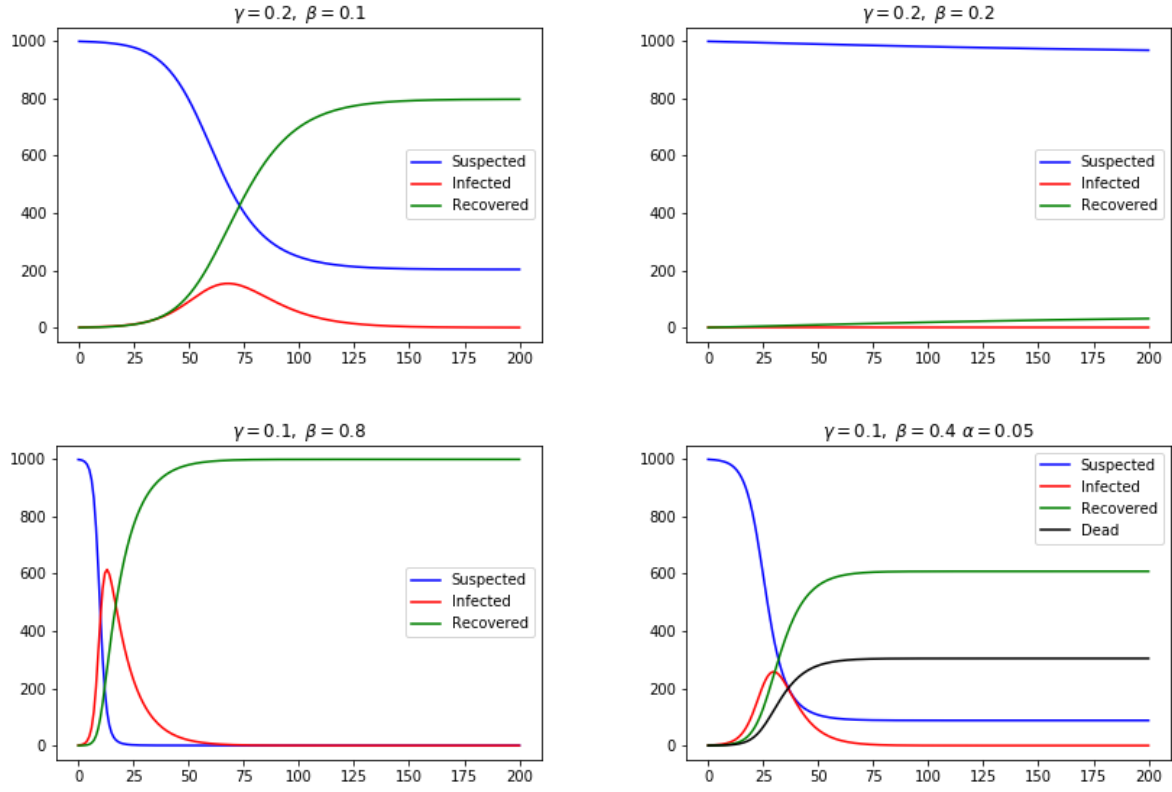 γ = 0.2, β = 0.1
1000
800
600
400
200
0
Suspected
Infected
Recovered
0 25 50 75 100 125 150 175 200
γ = 0.2, β = 0.2
1000
800
600
400
200
0
Suspected
Infected
Recovered
0 25 50 75 100 125 150 175 200
γ = 0.1, β = 0.8
1000
800
600
400
200
0
Suspected
Infected
Recovered
0 25 50 75 100 125 150 175 200
γ = 0.1, β = 0.4 α = 0.05
1000
800
600
400
200
0
Suspected
Infected
Recovered
Dead
0 25 50 75 100 125 150 175 200